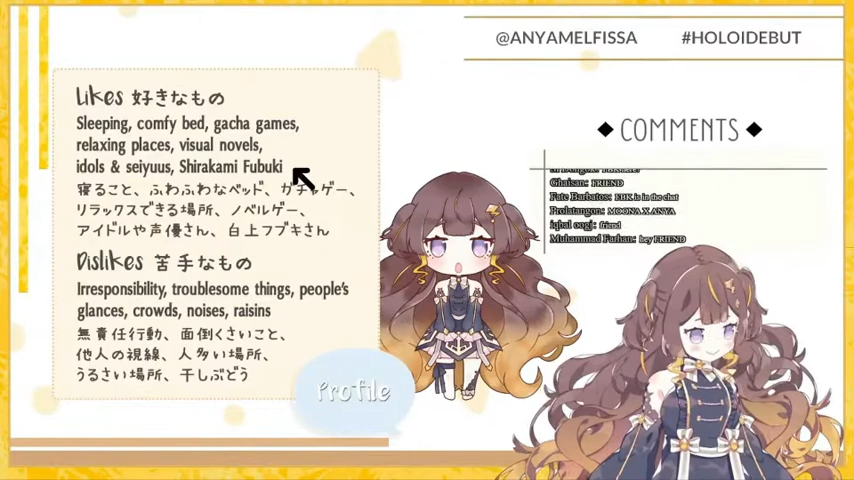 @ANYAMELFISSA #HOLOIDEBUT
Likes 好きなもの
Sleeping, comfy bed, gacha games,
relaxing places, visual novels,
idols & seiyuus, Shirakami Fubuki
寝ること、ふわふわなベッド、ガチャゲー、
リラックスできる場所、ノベルゲー、
アイドルや声優さん、白上フブキさん
Dislikes 苦手なもの
Irresponsibility, troublesome things, people's
glances, crowds, noises, raisins
無責任行動、面倒くさいこと、
他人の視線、人多い場所、
うるさい場所、干しぶどう
Profile
COMMENTS
Ghaisan: FRIEND
Fate Barbatos: FBK is in the chat
Prolatangon: MOONA X ANYA
iqbal oogi: friend
Muhammad Farhan: hey FRIEND